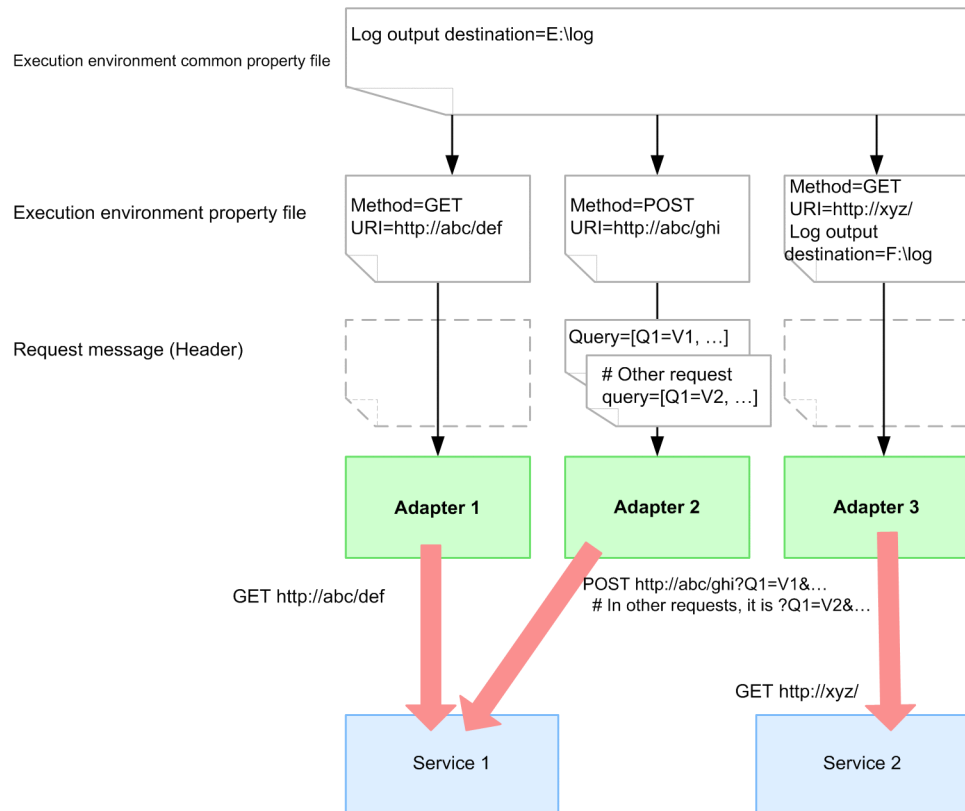 Log output destination=E:\log
Execution environment common property file
Execution environment property file
Method=GET
URI=http://abc/def
Method=POST
URI=http://abc/ghi
Method=GET
URI=http://xyz/
Log output
destination=F:\log
Request message (Header)
Query=[Q1=V1, …]
# Other request
query=[Q1=V2, …]
Adapter 1
Adapter 2
Adapter 3
GET http://abc/def
POST http://abc/ghi?Q1=V1&…
# In other requests, it is ?Q1=V2&…
GET http://xyz/
Service 1
Service 2